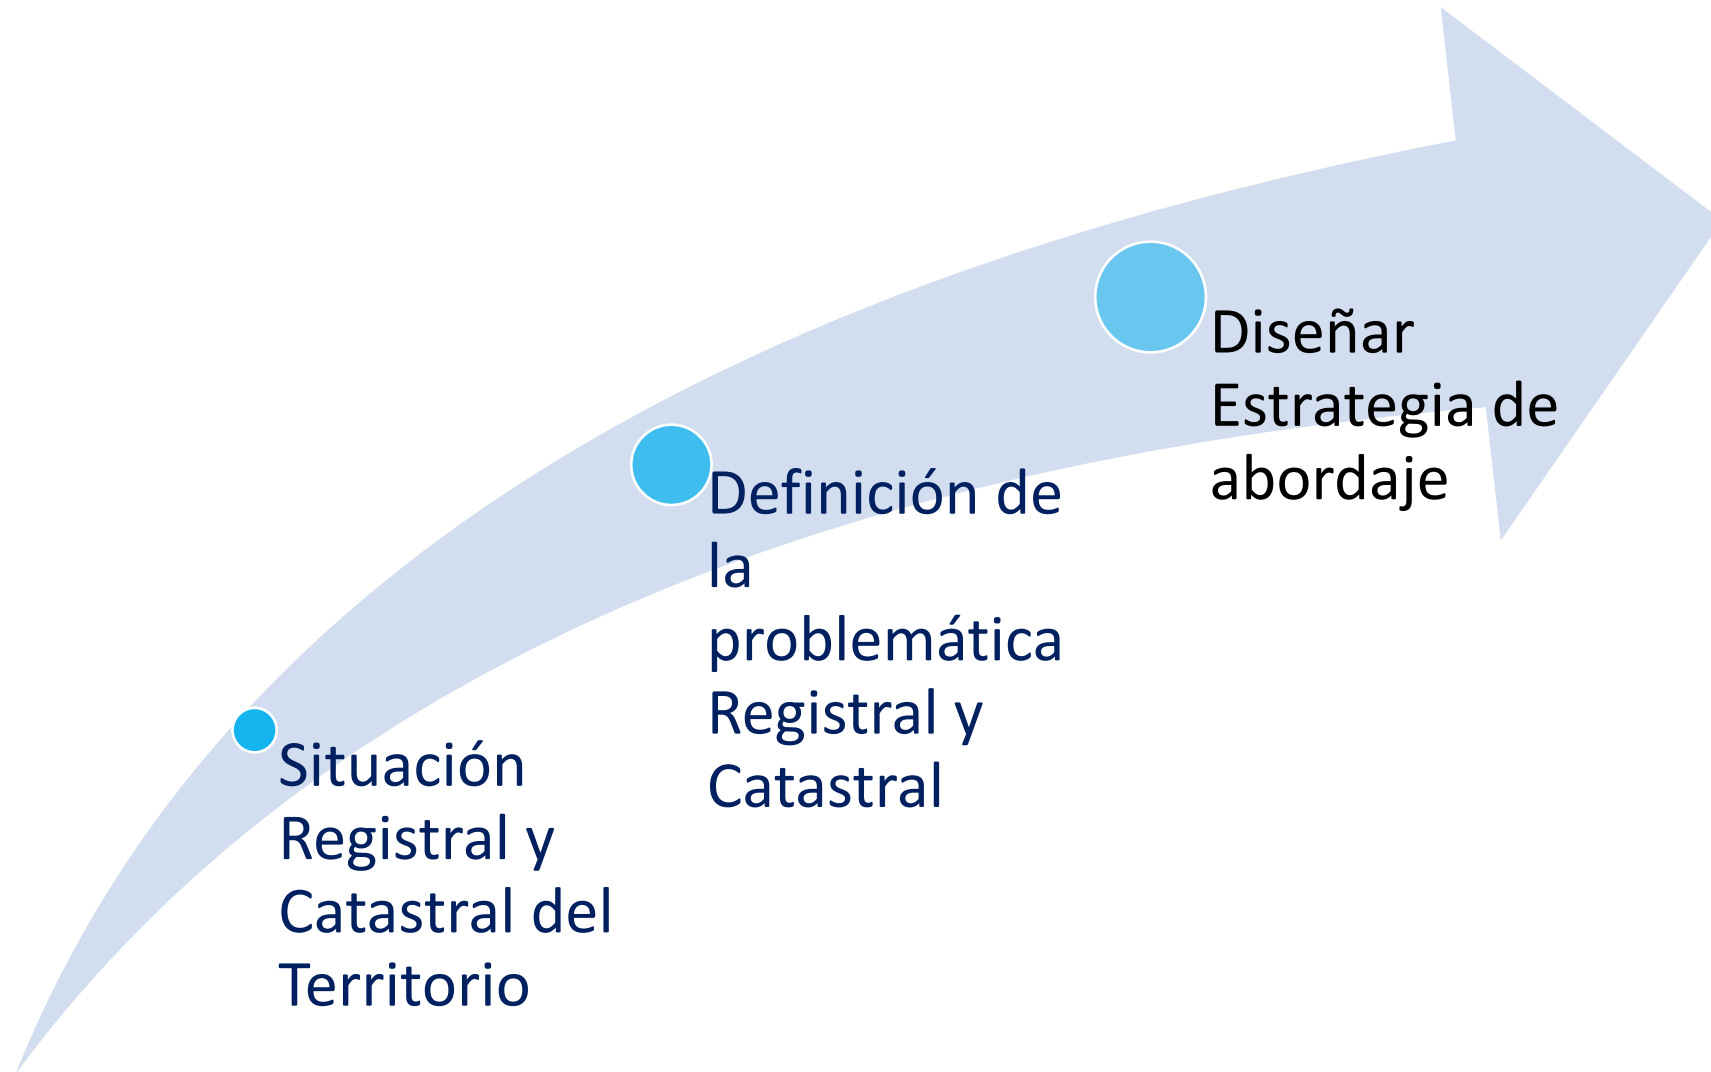 Situación
Registral y
Catastral del
Territorio
Definición de
la
problemática
Registral y
Catastral
Diseñar
Estrategia de
abordaje